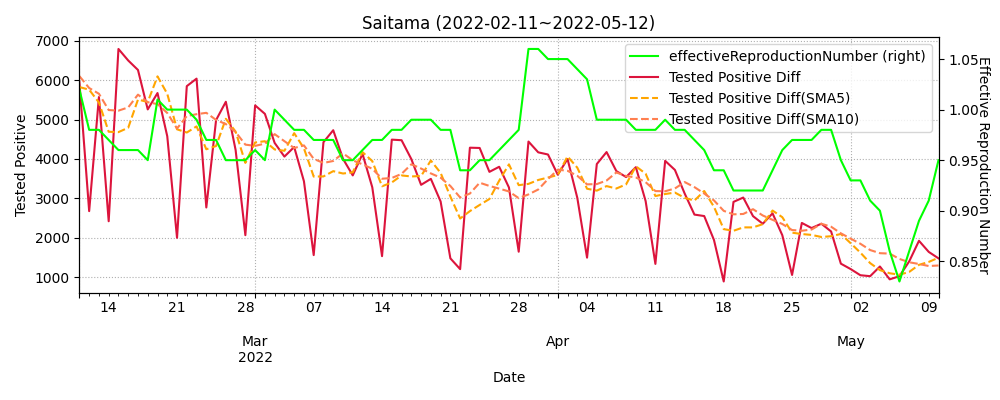 Saitama (2022-02-11~2022-05-12)
effectiveReproductionNumber (right)
Tested Positive Diff
Tested Positive Diff(SMA5)
Tested Positive Diff(SMA10)
Tested Positive
7000
6000
5000
4000
3000
2000
1000
1.05
1.00
0.95
0.90
0.85
Effective Reproduction Number
14 21 28 07 14 21 28 04 11 18 25 02 09
Mar Apr May
2022
Date